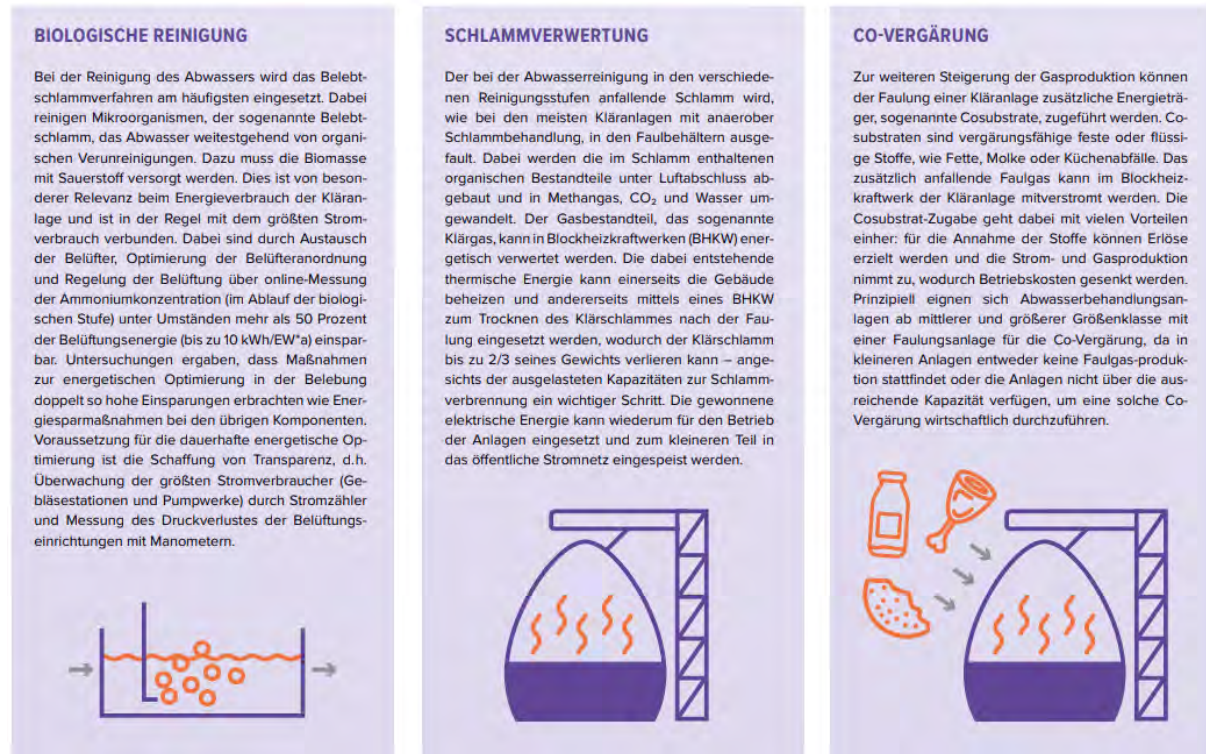 BIOLOGISCHE REINIGUNG
Bei der Reinigung des Abwassers wird das Belebt-
schlammverfahren am häufigsten eingesetzt. Dabei
reinigen Mikroorganismen, der sogenannte Belebt-
schlamm, das Abwasser weitestgehend von organi-
schen Verunreinigungen. Dazu muss die Biomasse
mit Sauerstoff versorgt werden. Dies ist von beson-
derer Relevanz beim Energieverbrauch der Kläran-
lage und ist in der Regel mit dem größten Strom-
verbrauch verbunden. Dabei sind durch Austausch
der Belüfter, Optimierung der Belüfteranordnung
und Regelung der Belüftung über online-Messung
der Ammoniumkonzentration (im Ablauf der biologi-
schen Stufe) unter Umständen mehr als 50 Prozent
der Belüftungsenergie (bis zu 10 kWh/EW*a) einspar-
bar. Untersuchungen ergaben, dass Maßnahmen
zur energetischen Optimierung in der Belebung
doppelt so hohe Einsparungen erbrachten wie Ener-
giesparmaßnahmen bei den übrigen Komponenten.
Voraussetzung für die dauerhafte energetische Op-
timierung ist die Schaffung von Transparenz, d.h.
Überwachung der größten Stromverbraucher (Ge-
bläsestationen und Pumpwerke) durch Stromzähler
und Messung des Druckverlustes der Belüftungs-
einrichtungen mit Manometern.
SCHLAMMVERWERTUNG
Der bei der Abwasserreinigung in den verschiede-
nen Reinigungsstufen anfallende Schlamm wird,
wie bei den meisten Kläranlagen mit anaerober
Schlammbehandlung, in den Faulbehältern ausge-
fault. Dabei werden die im Schlamm enthaltenen
organischen Bestandteile unter Luftabschluss ab-
gebaut und in Methangas, CO₂ und Wasser um-
gewandelt. Der Gasbestandteil, das sogenannte
Klärgas, kann in Blockheizkraftwerken (BHKW) ener-
getisch verwertet werden. Die dabei entstehende
thermische Energie kann einerseits die Gebäude
beheizen und andererseits mittels eines BHKW
zum Trocknen des Klärschlammes nach der Fau-
lung eingesetzt werden, wodurch der Klärschlamm
bis zu 2/3 seines Gewichts verlieren kann – ange-
sichts der ausgelasteten Kapazitäten zur Schlamm-
verbrennung ein wichtiger Schritt. Die gewonnene
elektrische Energie kann wiederum für den Betrieb
der Anlagen eingesetzt und zum kleineren Teil in
das öffentliche Stromnetz eingespeist werden.
CO-VERGÄRUNG
Zur weiteren Steigerung der Gasproduktion können
der Faulung einer Kläranlage zusätzliche Energieträ-
ger, sogenannte Cosubstrate, zugeführt werden. Co-
substraten sind vergärungsfähige feste oder flüssi-
ge Stoffe, wie Fette, Molke oder Küchenabfälle. Das
zusätzlich anfallende Faulgas kann im Blockheiz-
kraftwerk der Kläranlage mitverstromt werden. Die
Cosubstrat-Zugabe geht dabei mit vielen Vorteilen
einher: für die Annahme der Stoffe können Erlöse
erzielt werden und die Strom- und Gasproduktion
nimmt zu, wodurch Betriebskosten gesenkt werden.
Prinzipiell eignen sich Abwasserbehandlungsan-
lagen ab mittlerer und größerer Größenklasse mit
einer Faulungsanlage für die Co-Vergärung, da in
kleineren Anlagen entweder keine Faulgas-produk-
tion stattfindet oder die Anlagen nicht über die aus-
reichende Kapazität verfügen, um eine solche Co-
Vergärung wirtschaftlich durchzuführen.